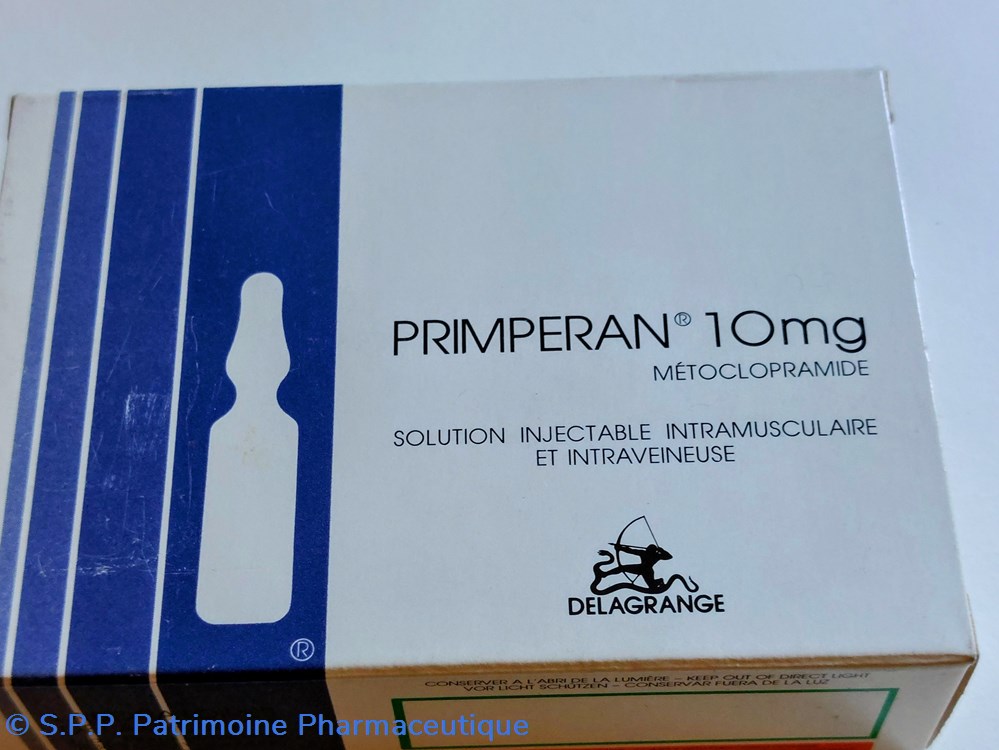 PRIMPERAN® 10mg
MÉTOCLOPRAMIDE
SOLUTION INJECTABLE INTRAMUSCULAIRE
ET INTRAVEINEUSE
DELAGRANGE
®
CONSERVER A L'ABRI DE LA LUMIÈRE – KEEP OUT OF DIRECT LIGHT
VOR LICHT SCHÜTZEN – CONSERVAR FUERA DE LA LUZ
© S.P.P. Patrimoine Pharmaceutique